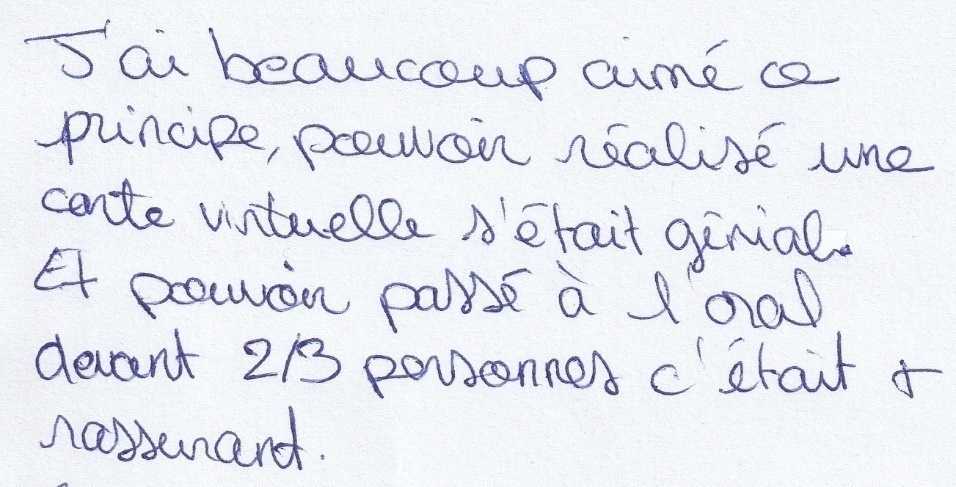 J'ai beaucoup aimé ce
principe, pouvoir réalisé une
carte virtuelle s'était génial.
Et pouvoir passé à l'oral
devant 2/3 personnes c'était +
rassurant.